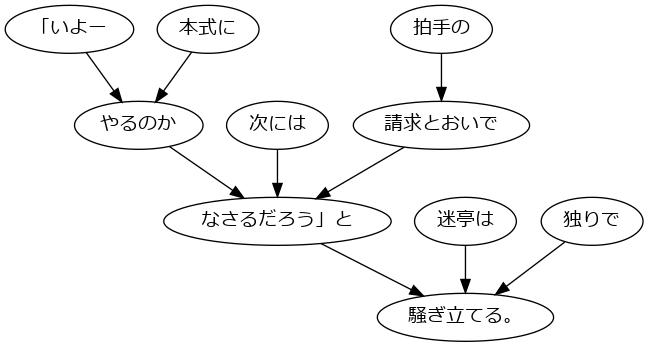 「いよー
本式に
拍手の
やるのか
次には
請求とおいで
なさるだろう」と
迷亭は
独りで
騒ぎ立てる。